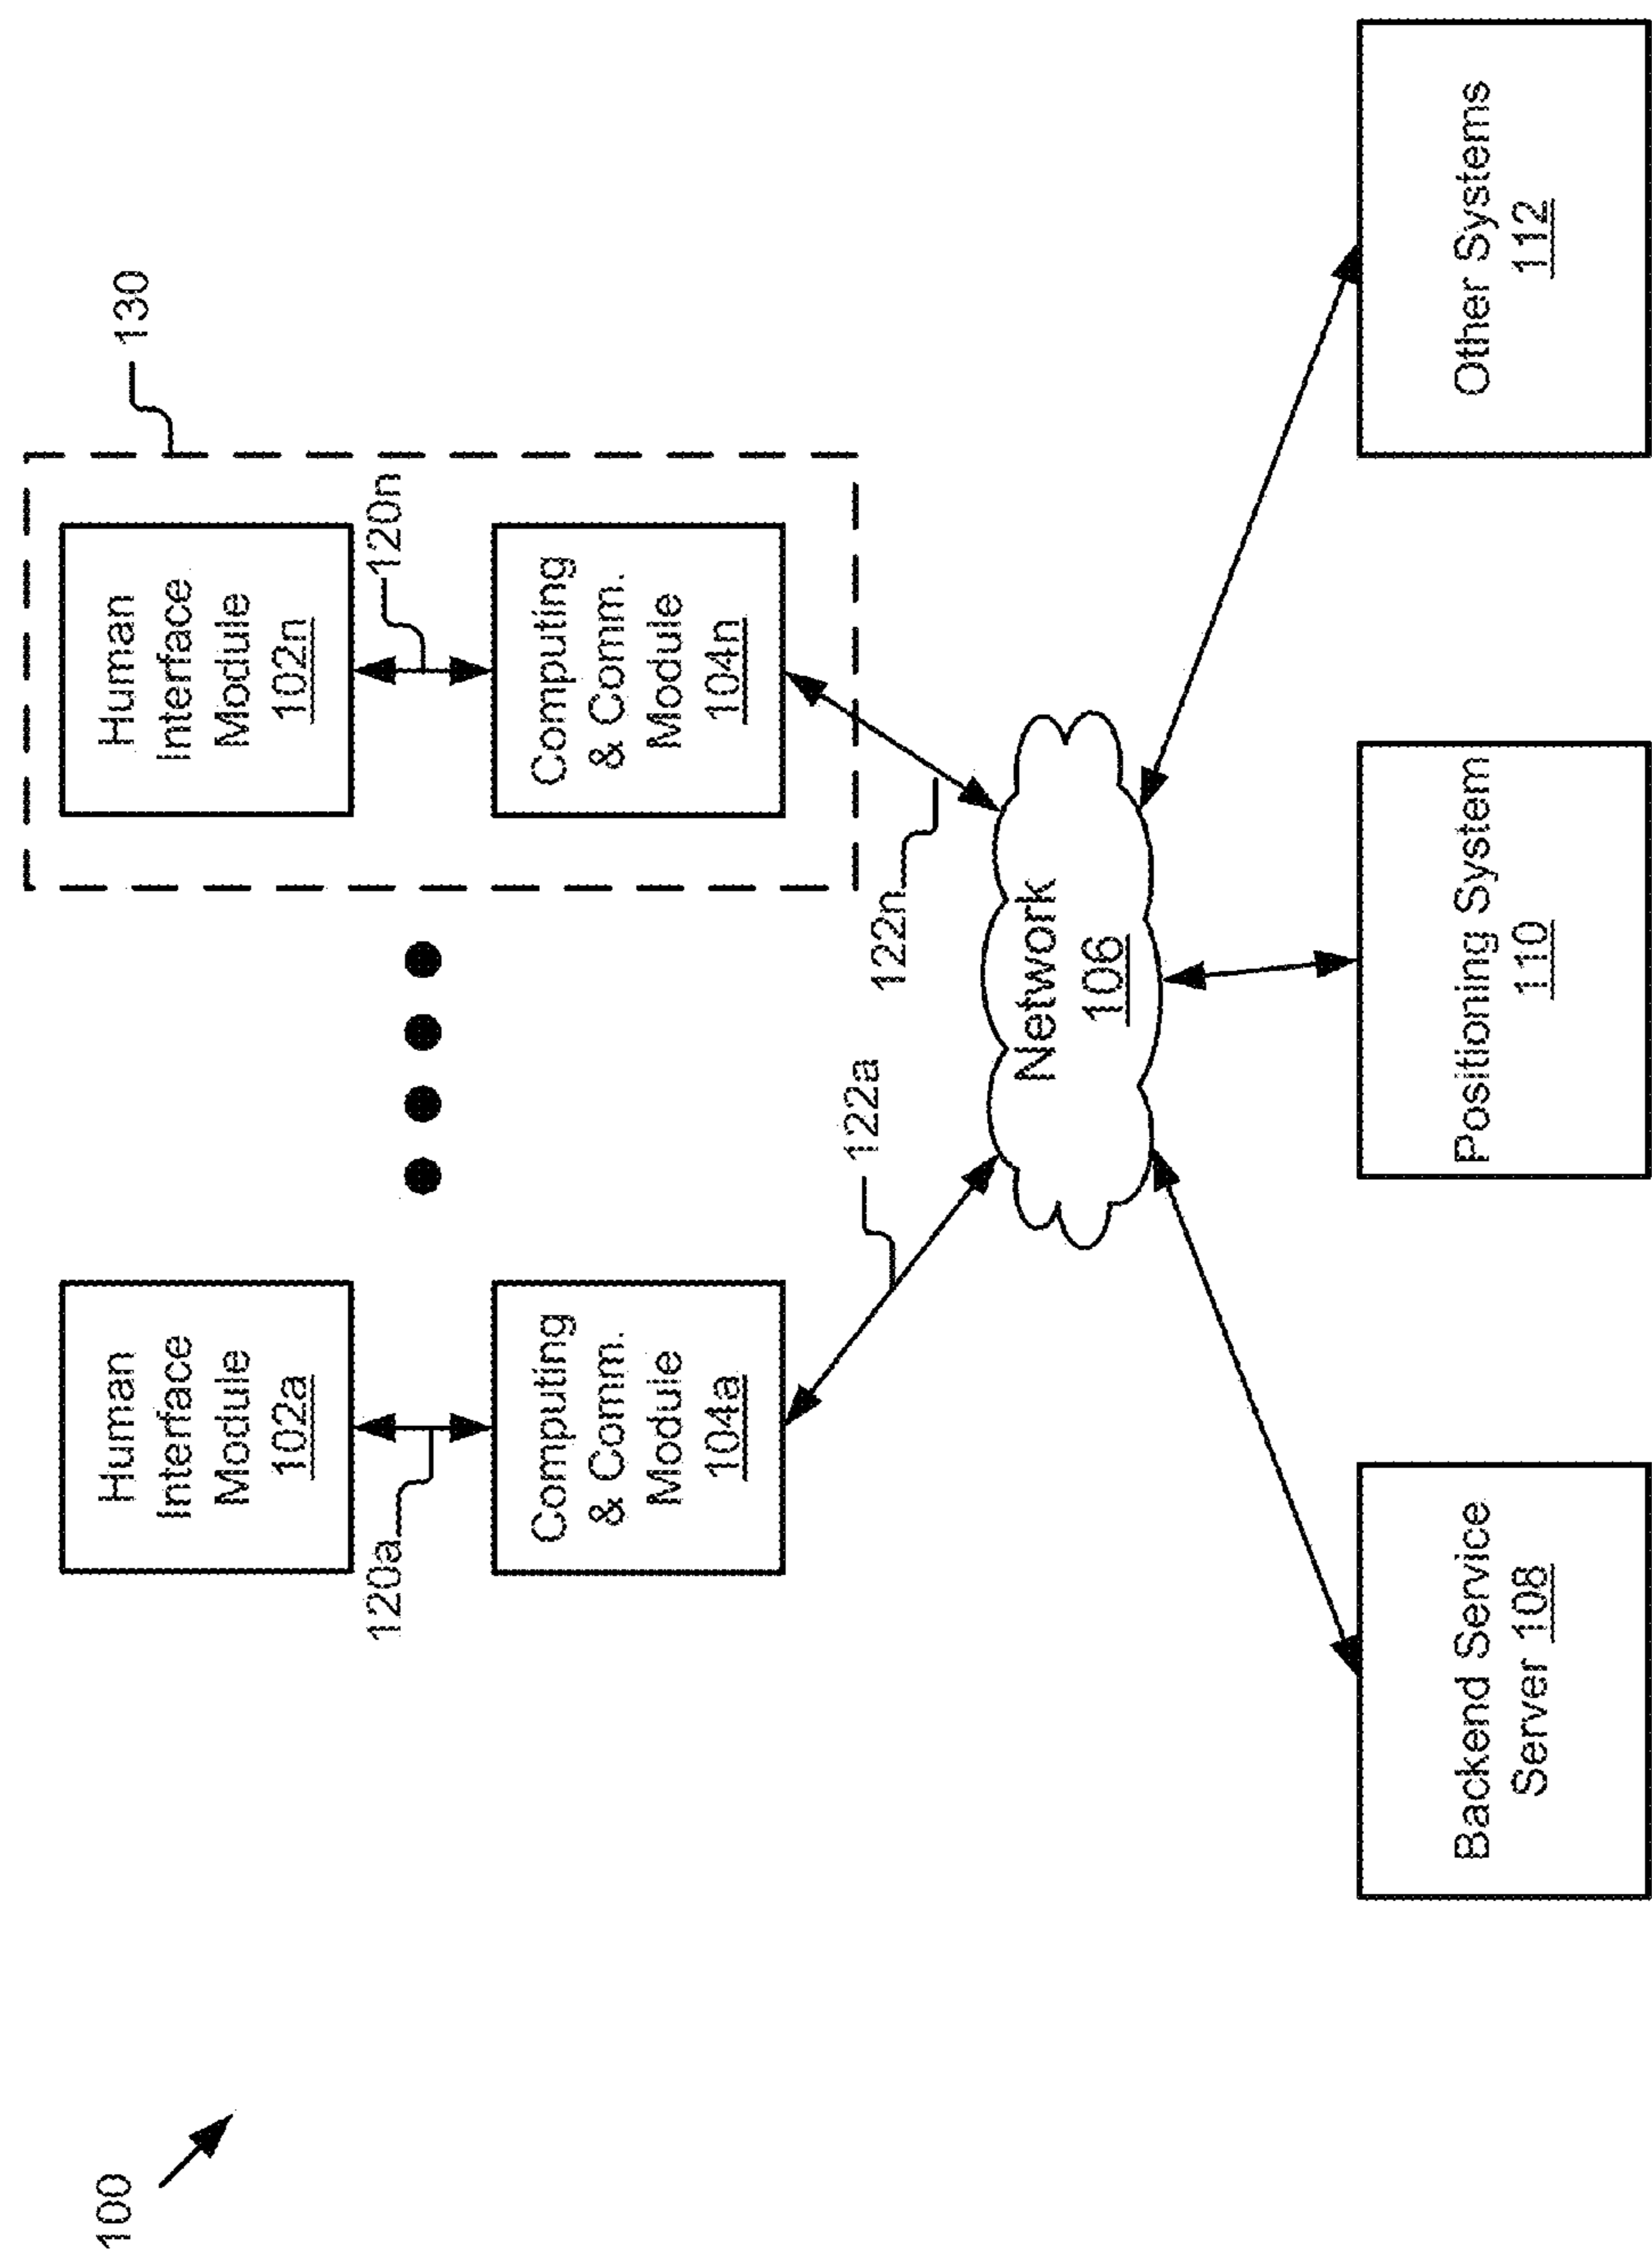 100
Human
Interface
Module
102a
120a
Computing
& Comm.
Module
104a
122a
130
Human
Interface
Module
102n
120n
Computing
& Comm.
Module
104n
122n
Network
106
Backend Service
Server 108
Positioning System
110
Other Systems
112